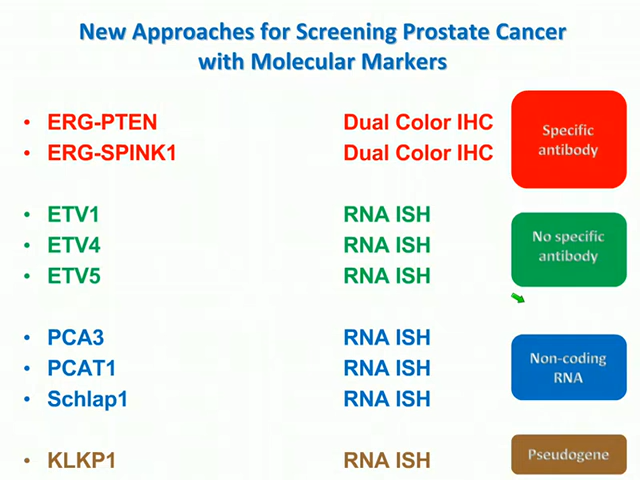 New Approaches for Screening Prostate Cancer
with Molecular Markers
• ERG-PTEN Dual Color IHC
• ERG-SPINK1 Dual Color IHC
Specific
antibody
• ETV1 RNA ISH
• ETV4 RNA ISH
• ETV5 RNA ISH
No specific
antibody
• PCA3 RNA ISH
• PCAT1 RNA ISH
• Schlap1 RNA ISH
Non-coding
RNA
• KLKP1 RNA ISH
Pseudogene